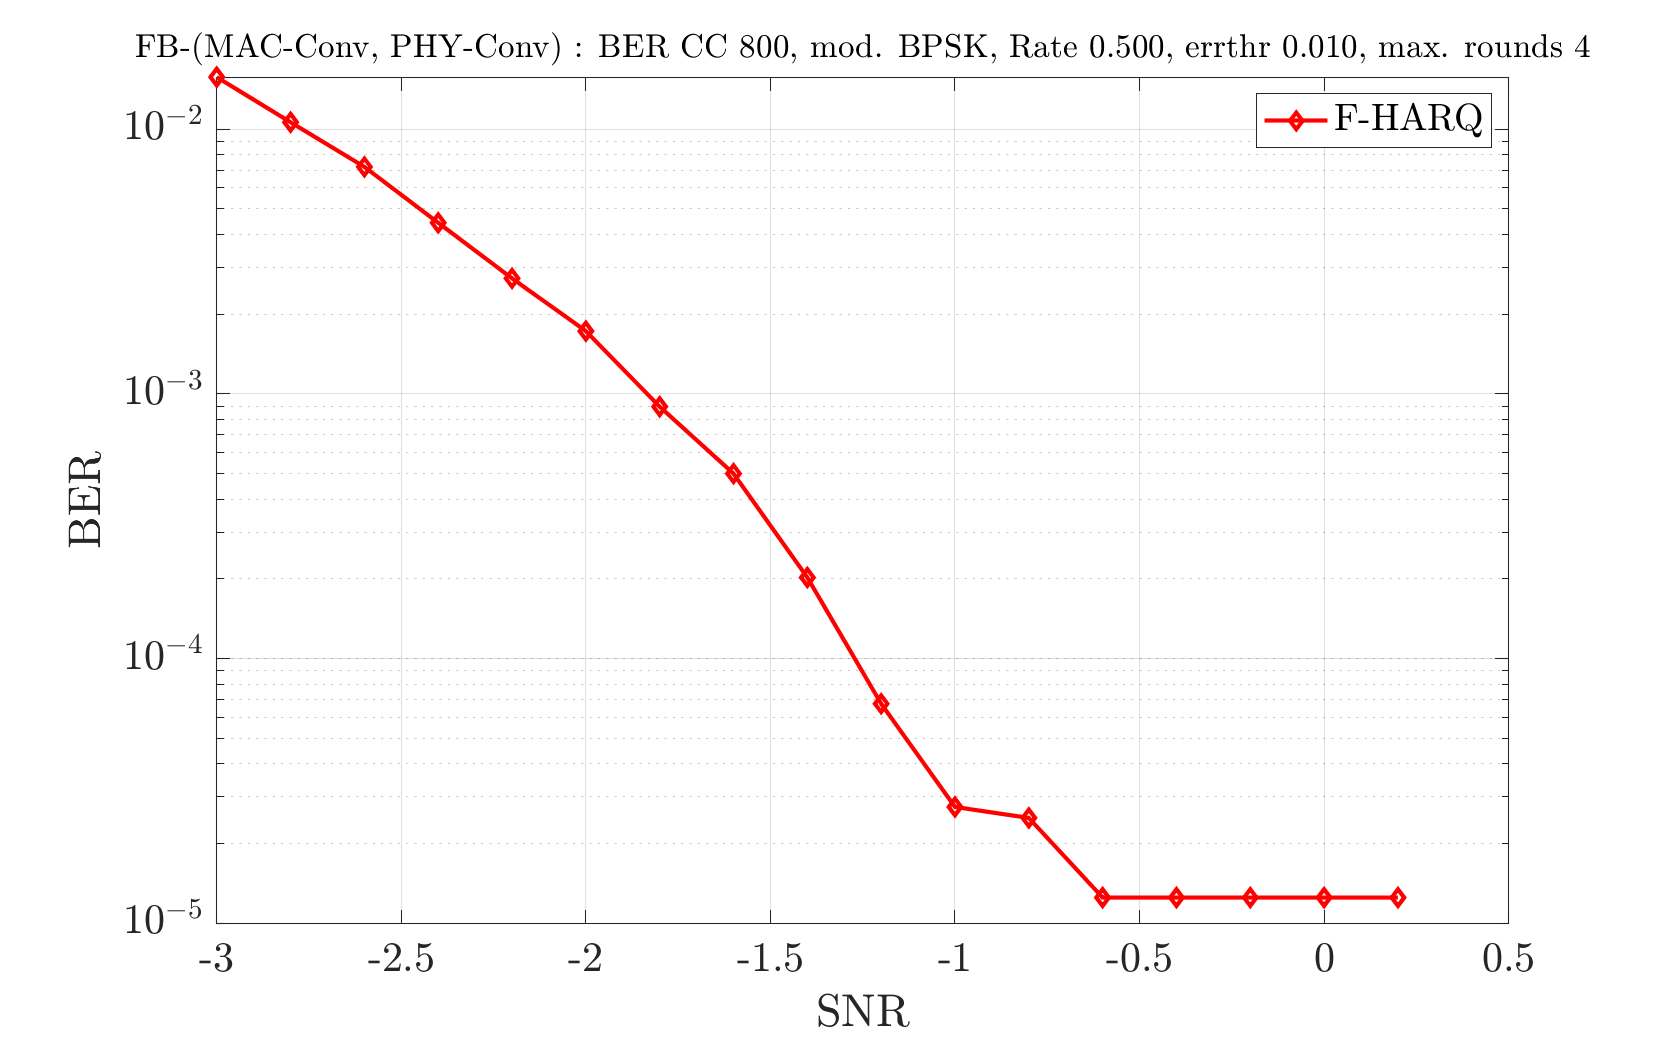 FB-(MAC-Conv, PHY-Conv) : BER CC 800, mod. BPSK, Rate 0.500, errthr 0.010, max. rounds 4
F-HARQ
10^{-2}
10^{-3}
10^{-4}
10^{-5}
BER
-3 -2.5 -2 -1.5 -1 -0.5 0 0.5
SNR